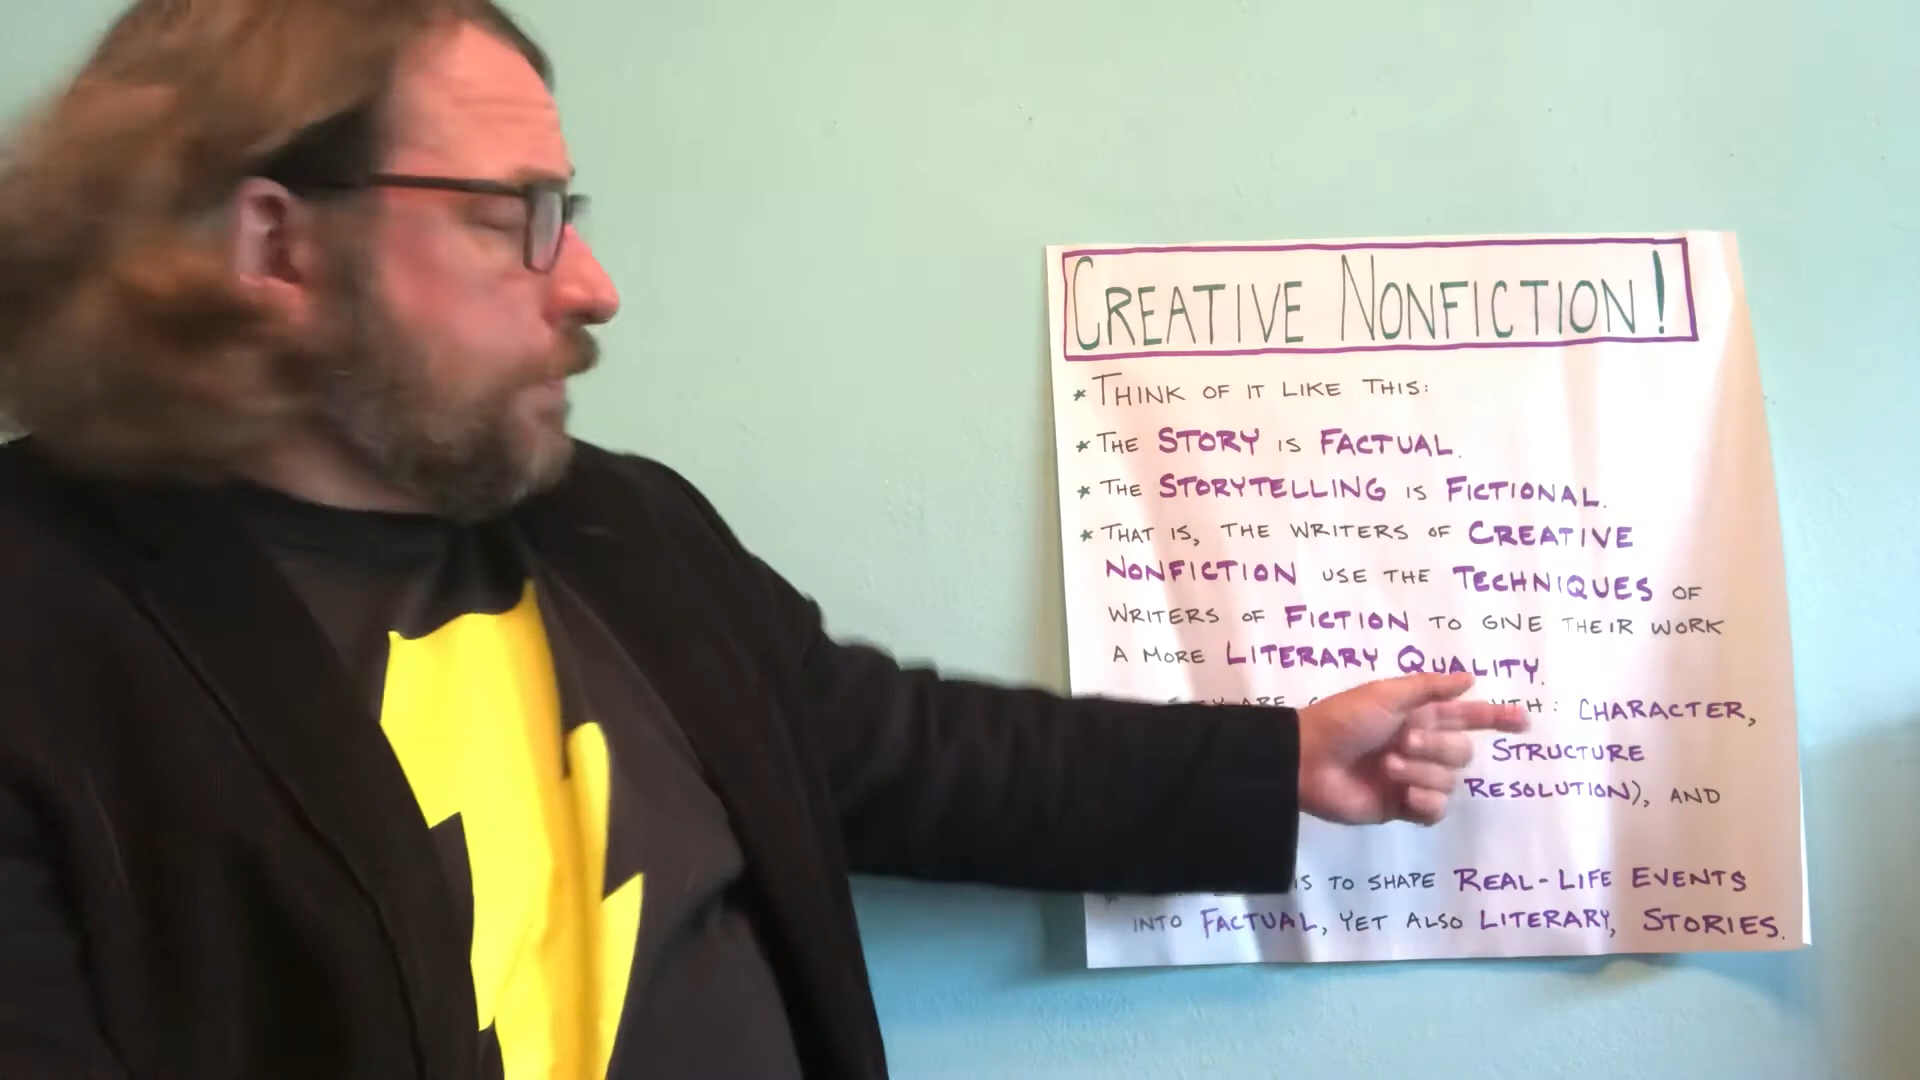 CREATIVE NONFICTION!
* THINK OF IT LIKE THIS:
* THE STORY IS FACTUAL.
* THE STORYTELLING IS FICTIONAL.
* THAT IS, THE WRITERS OF CREATIVE
NONFICTION USE THE TECHNIQUES OF
WRITERS OF FICTION TO GIVE THEIR WORK
A MORE LITERARY QUALITY.
ARE : CHARACTER,
STRUCTURE
RESOLUTION), AND
IS TO SHAPE REAL-LIFE EVENTS
INTO FACTUAL, YET ALSO LITERARY, STORIES.